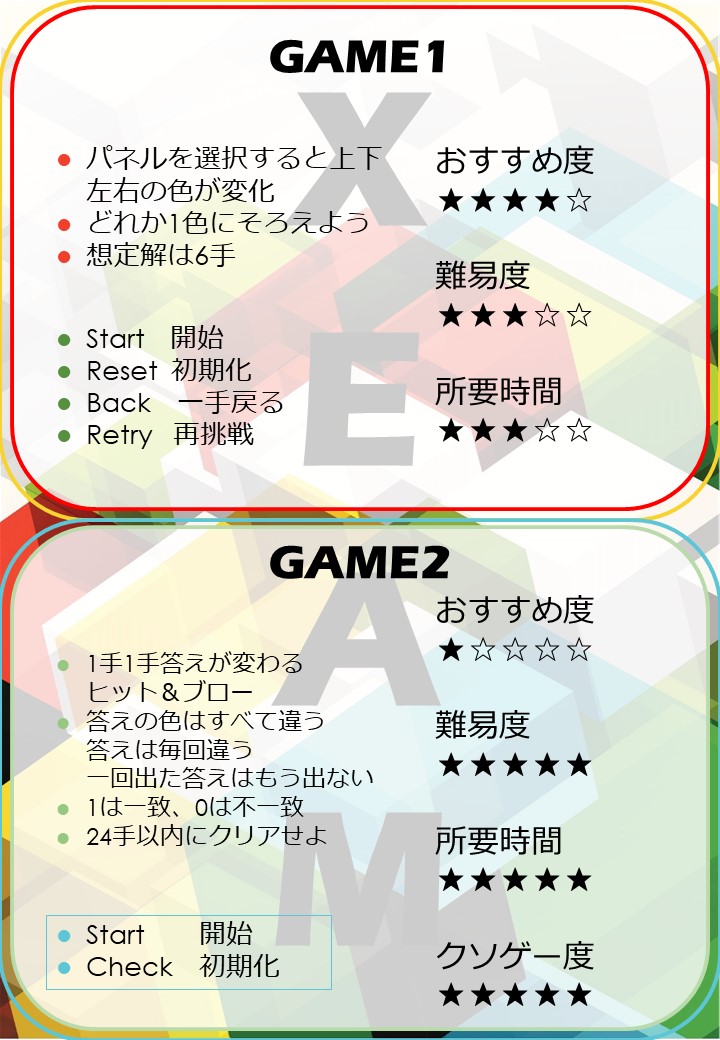 GAME1
パネルを選択すると上下
左右の色が変化
どれか1色にそろえよう
想定解は6手
Start 開始
Reset 初期化
Back 一手戻る
Retry 再挑戦
おすすめ度
★★★★☆
難易度
★★★☆☆
所要時間
★★★☆☆
GAME2
1手1手答えが変わる
ヒット＆ブロー
答えの色はすべて違う
答えは毎回違う
一回出た答えはもう出ない
1は一致、0は不一致
24手以内にクリアせよ
Start 開始
Check 初期化
おすすめ度
★☆☆☆☆
難易度
★★★★★
所要時間
★★★★★
クソゲー度
★★★★★
X
E
A
M